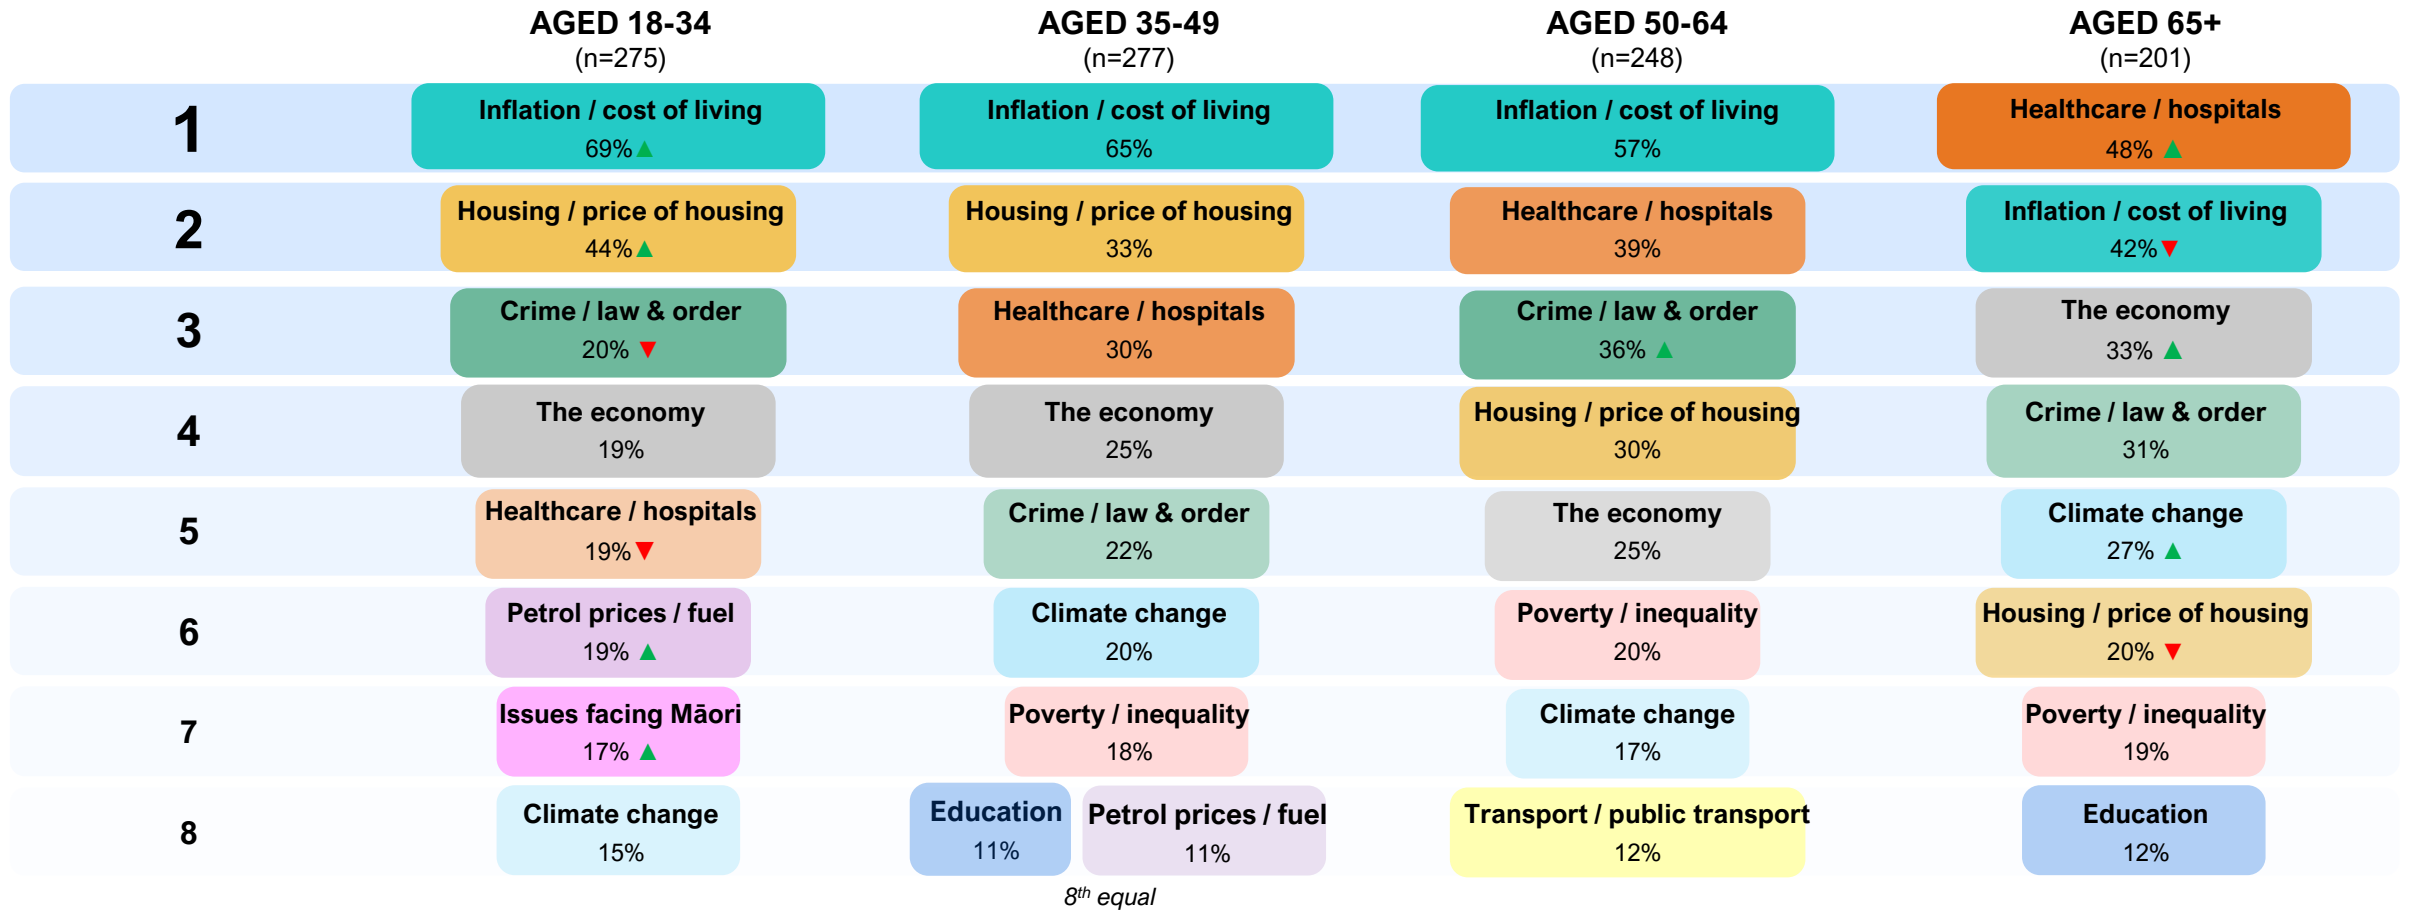 AGED 18-34
(n=275)
AGED 35-49
(n=277)
AGED 50-64
(n=248)
AGED 65+
(n=201)
1
Inflation / cost of living
69% ▲
Inflation / cost of living
65%
Inflation / cost of living
57%
Healthcare / hospitals
48% ▲
2
Housing / price of housing
44% ▲
Housing / price of housing
33%
Healthcare / hospitals
39%
Inflation / cost of living
42% ▼
3
Crime / law & order
20% ▼
Healthcare / hospitals
30%
Crime / law & order
36% ▲
The economy
33% ▲
4
The economy
19%
The economy
25%
Housing / price of housing
30%
Crime / law & order
31%
5
Healthcare / hospitals
19% ▼
Crime / law & order
22%
The economy
25%
Climate change
27% ▲
6
Petrol prices / fuel
19% ▲
Climate change
20%
Poverty / inequality
20%
Housing / price of housing
20% ▼
7
Issues facing Māori
17% ▲
Poverty / inequality
18%
Climate change
17%
Poverty / inequality
19%
8
Climate change
15%
Education
11%
Petrol prices / fuel
11%
Transport / public transport
12%
Education
12%
8th equal